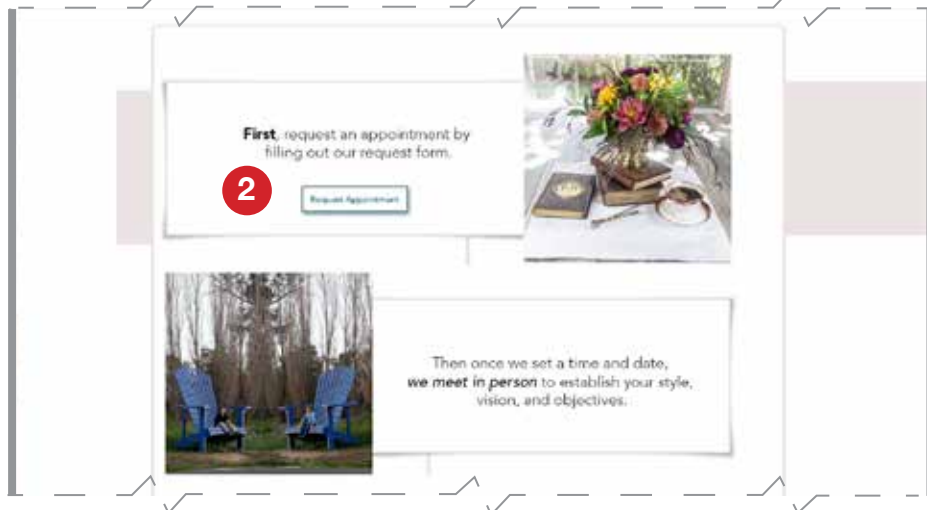 First, request an appointment by
filling out our request form.
2
Request Appointment
Then once we set a time and date,
we meet in person to establish your style,
vision, and objectives.